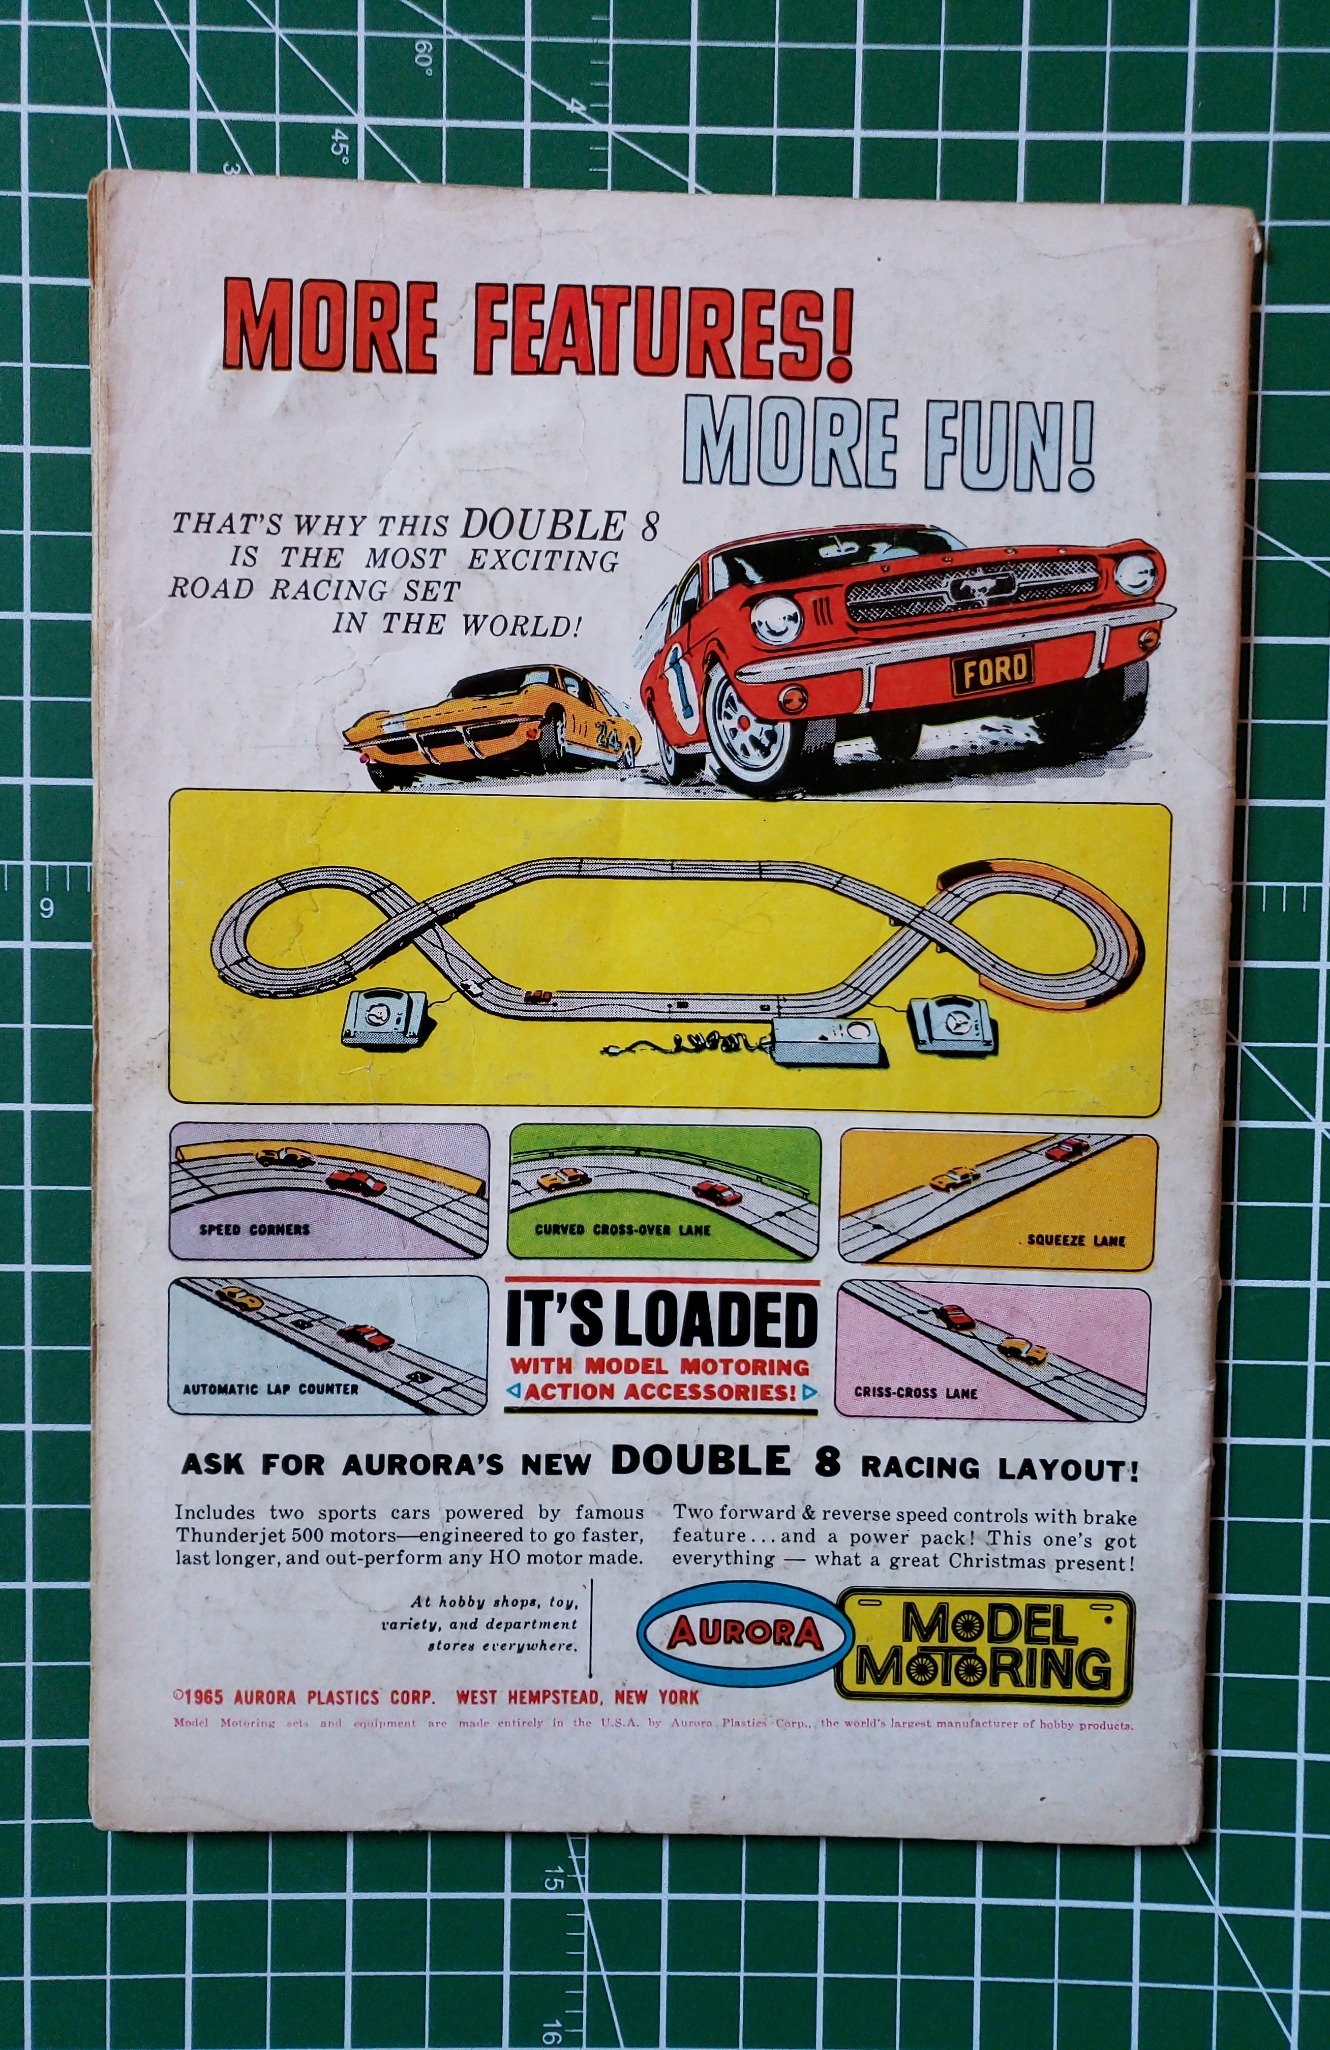 60°
4
45°
3
MORE FEATURES!
MORE FUN!
THAT'S WHY THIS DOUBLE 8
IS THE MOST EXCITING
ROAD RACING SET
IN THE WORLD!
1
FORD
24
9
SPEED CORNERS
CURVED CROSS-OVER LANE
SQUEEZE LANE
AUTOMATIC LAP COUNTER
IT'S LOADED
WITH MODEL MOTORING
ACTION ACCESSORIES!
CRISS-CROSS LANE
ASK FOR AURORA'S NEW DOUBLE 8 RACING LAYOUT!
Includes two sports cars powered by famous
Thunderjet 500 motors—engineered to go faster,
last longer, and out-perform any HO motor made.
Two forward & reverse speed controls with brake
feature...and a power pack! This one's got
everything — what a great Christmas present!
At hobby shops, toy,
variety, and department
stores everywhere.
AURORA
MODEL
MOTORING
©1965 AURORA PLASTICS CORP. WEST HEMPSTEAD, NEW YORK
Model Motoring sets and equipment are made entirely in the U.S.A. by Aurora Plastics Corp., the world's largest manufacturer of hobby products.
15
16